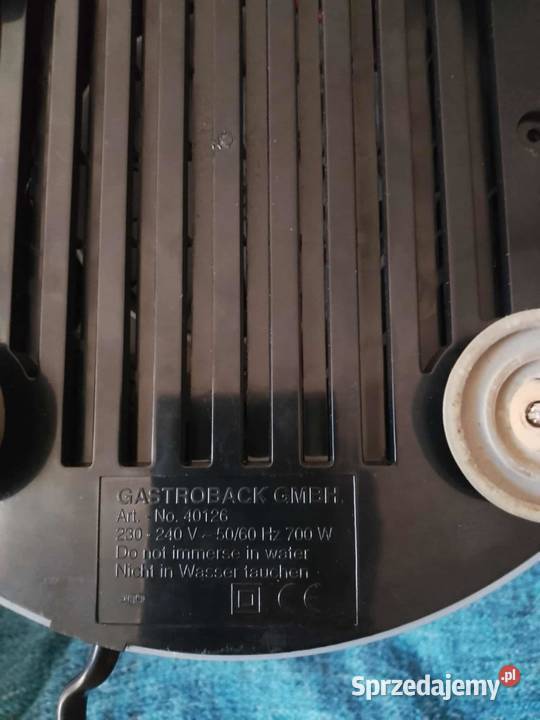 GASTROBACK GMBH.
Art. - No. 40126
230 - 240 V ~ 50/60 Hz 700 W
Do not immerse in water
Nicht in Wasser tauchen
CE
Sprzedajemy.pl